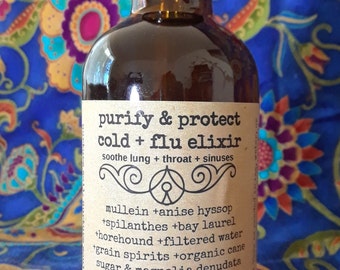 purify & protect
cold + flu elixir
soothe lung + throat + sinuses
mullein +anise hyssop
+spilanthes +bay laurel
+horehound +filtered water
+grain spirits +organic cane
sugar & magnolia denudata